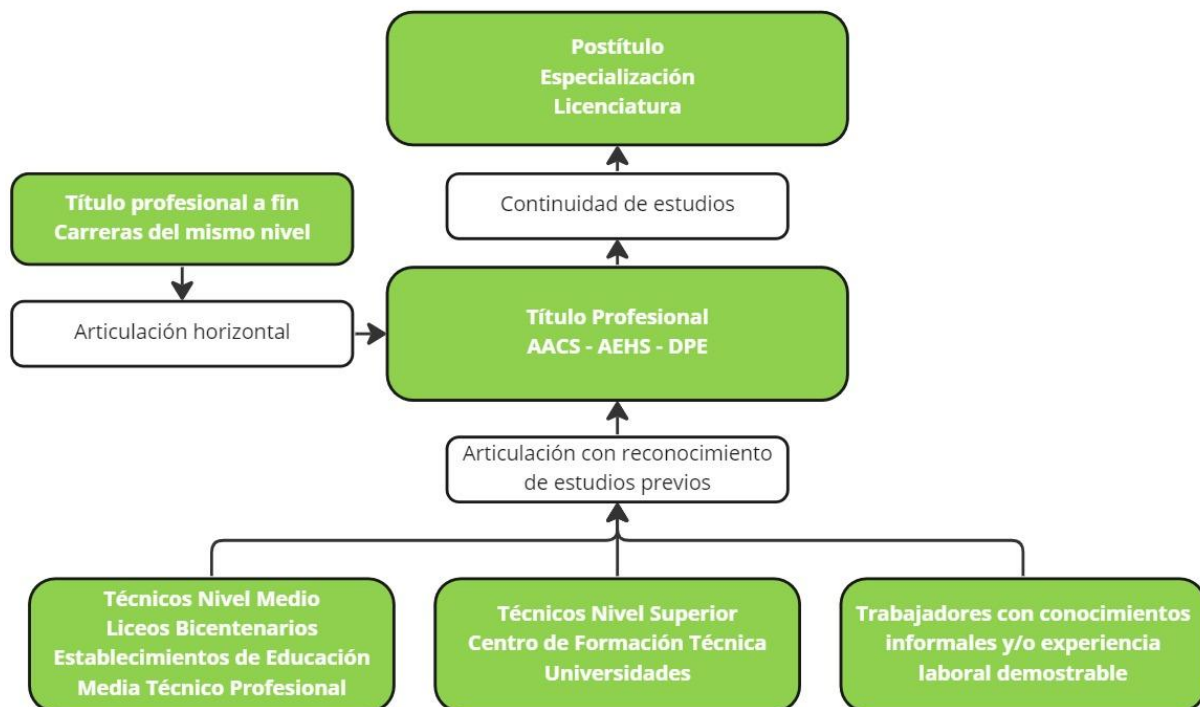 Postítulo
Especialización
Licenciatura
Continuidad de estudios
Título profesional a fin
Carreras del mismo nivel
Articulación horizontal
Título Profesional
AACS - AEHS - DPE
Articulación con reconocimiento
de estudios previos
Técnicos Nivel Medio
Liceos Bicentenarios
Establecimientos de Educación
Media Técnico Profesional
Técnicos Nivel Superior
Centro de Formación Técnica
Universidades
Trabajadores con conocimientos
informales y/o experiencia
laboral demostrable